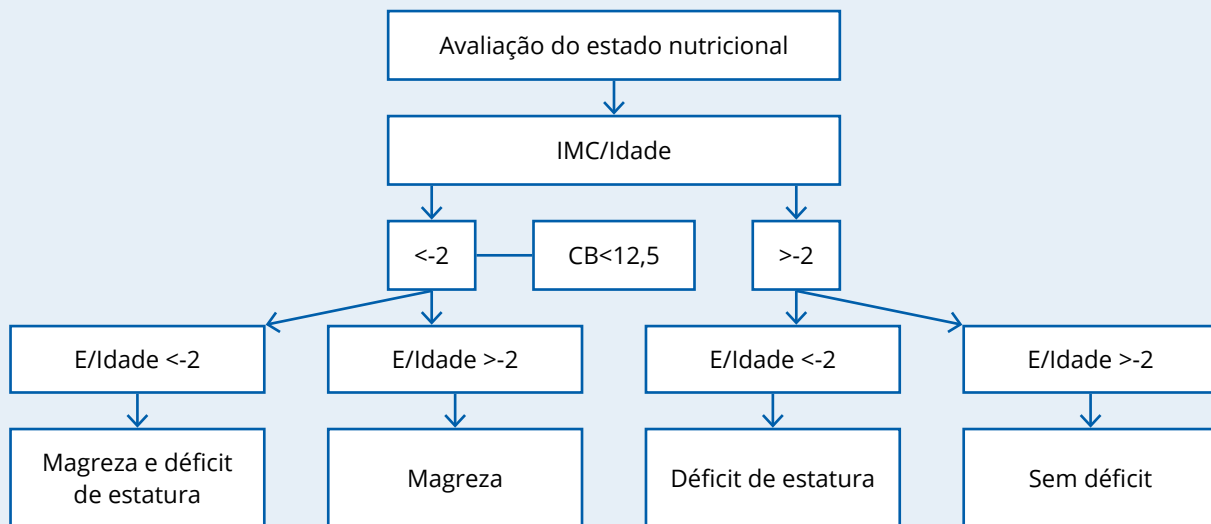 Avaliação do estado nutricional
IMC/Idade
<-2
CB<12,5
>-2
E/Idade <-2
E/Idade >-2
E/Idade <-2
E/Idade >-2
Magreza e déficit
de estatura
Magreza
Déficit de estatura
Sem déficit